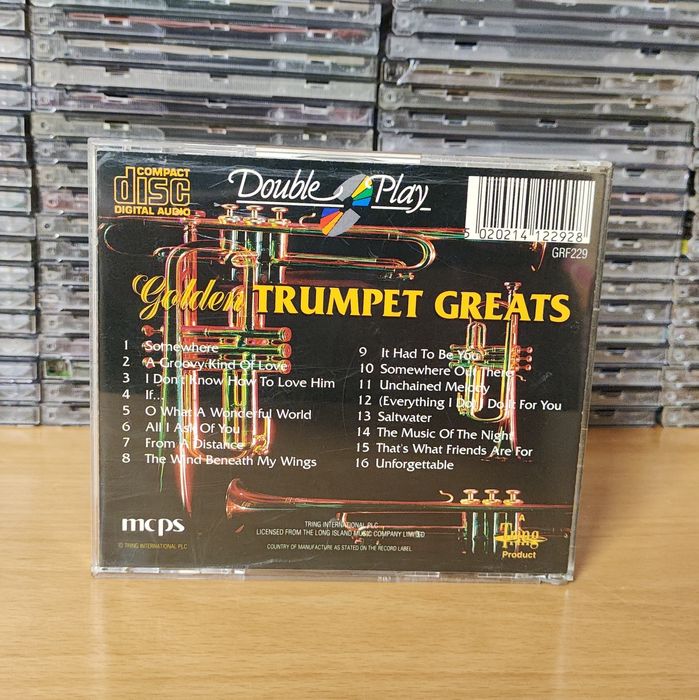 COMPACT
disc
DIGITAL AUDIO
Double Play
5 020214 122928
GRF229
Golden TRUMPET GREATS
1 Somewhere
2 A Groovy Kind Of Love
3 I Don't Know How To Love Him
4 If...
5 O What A Wonderful World
6 All I Ask Of You
7 From A Distance
8 The Wind Beneath My Wings
9 It Had To Be You
10 Somewhere Out There
11 Unchained Melody
12 (Everything I Do) I Do It For You
13 Saltwater
14 The Music Of The Night
15 That's What Friends Are For
16 Unforgettable
mcps
© TRING INTERNATIONAL PLC
TRING INTERNATIONAL PLC
LICENSED FROM THE LONG ISLAND MUSIC COMPANY LIMITED
COUNTRY OF MANUFACTURE AS STATED ON THE RECORD LABEL
A
Tring
Product